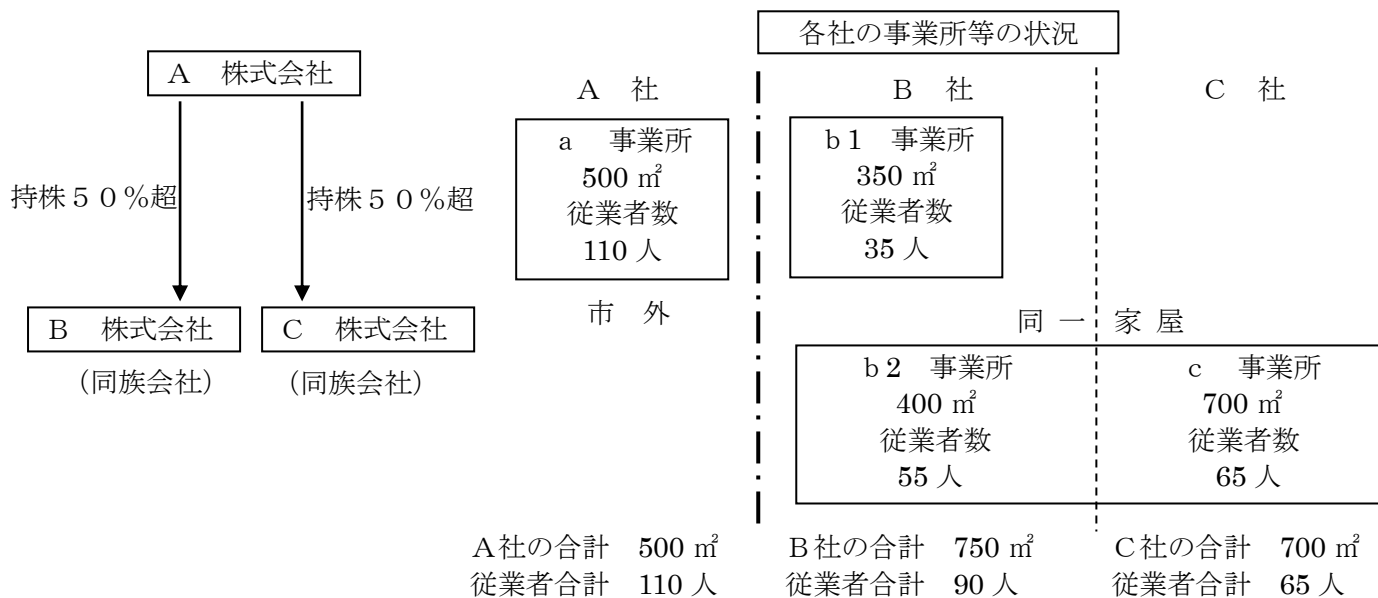 各社の事業所等の状況
A　株式会社
持株５０％超
持株５０％超
B　株式会社
C　株式会社
（同族会社）
（同族会社）
A　社
B　社
C　社
a　事業所
500 ㎡
従業者数
110 人
市　外
b1　事業所
350 ㎡
従業者数
35 人
同一家屋
b2　事業所
400 ㎡
従業者数
55 人
c　事業所
700 ㎡
従業者数
65 人
A社の合計　500 ㎡
従業者合計　110 人
B社の合計　750 ㎡
従業者合計　90 人
C社の合計　700 ㎡
従業者合計　65 人